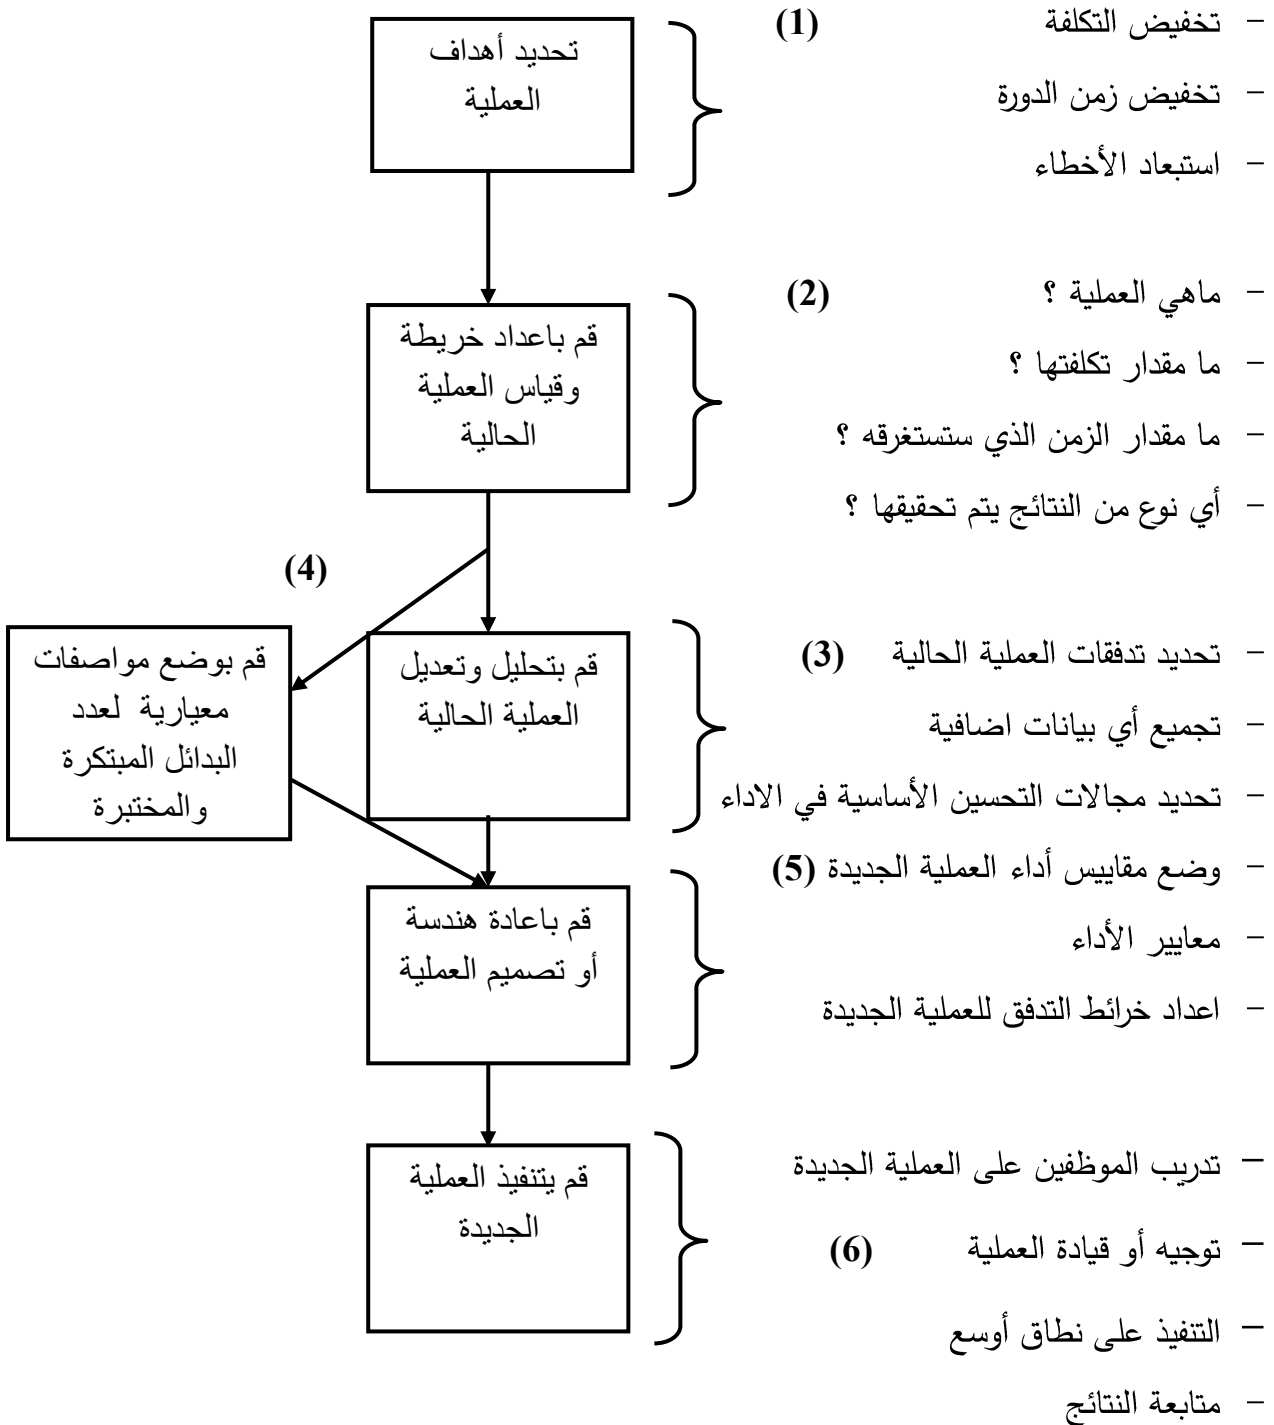 تحديد أهداف
العملية
(1)
– تخفيض التكلفة
– تخفيض زمن الدورة
– استبعاد الأخطاء
قم باعداد خريطة
وقياس العملية
الحالية
(2)
– ماهي العملية ؟
– ما مقدار تكلفتها ؟
– ما مقدار الزمن الذي ستستغرقه ؟
– أي نوع من النتائج يتم تحقيقها ؟
قم بتحليل وتعديل
العملية الحالية
– تحديد تدفقات العملية الحالية (3)
– تجميع أي بيانات اضافية
– تحديد مجالات التحسين الأساسية في الاداء
(4)
قم بوضع مواصفات
معيارية لعدد
البدائل المبتكرة
والمختبرة
قم باعادة هندسة
أو تصميم العملية
– وضع مقاييس أداء العملية الجديدة (5)
– معايير الأداء
– اعداد خرائط التدفق للعملية الجديدة
قم يتنفيذ العملية
الجديدة
– تدريب الموظفين على العملية الجديدة
– توجيه أو قيادة العملية (6)
– التنفيذ على نطاق أوسع
– متابعة النتائج